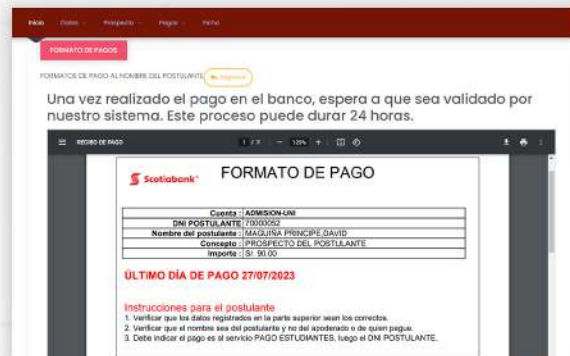 Inicio Datos Prospecto Pagos Ficha
FORMATO DE PAGOS
FORMATOS DE PAGO AL NOMBRE DEL POSTULANTE Regresar
Una vez realizado el pago en el banco, espera a que sea validado por
nuestro sistema. Este proceso puede durar 24 horas.
RECIBO DE PAGO 1 / 120% +
Scotiabank FORMATO DE PAGO
Cuenta : ADMISION-UNI
DNI POSTULANTE 70000052
Nombre del postulante : MAGUIÑA PRINCIPE,DAVID
Concepto : PROSPECTO DEL POSTULANTE
Importe : S/. 90.00
ÚLTIMO DÍA DE PAGO 27/07/2023
Instrucciones para el postulante
1. Verificar que los datos registrados en la parte superior sean los correctos.
2. Verificar que el nombre sea del postulante y no del apoderado o de quien pague.
3. Debe indicar el pago es al servicio PAGO ESTUDIANTES, luego el DNI POSTULANTE.